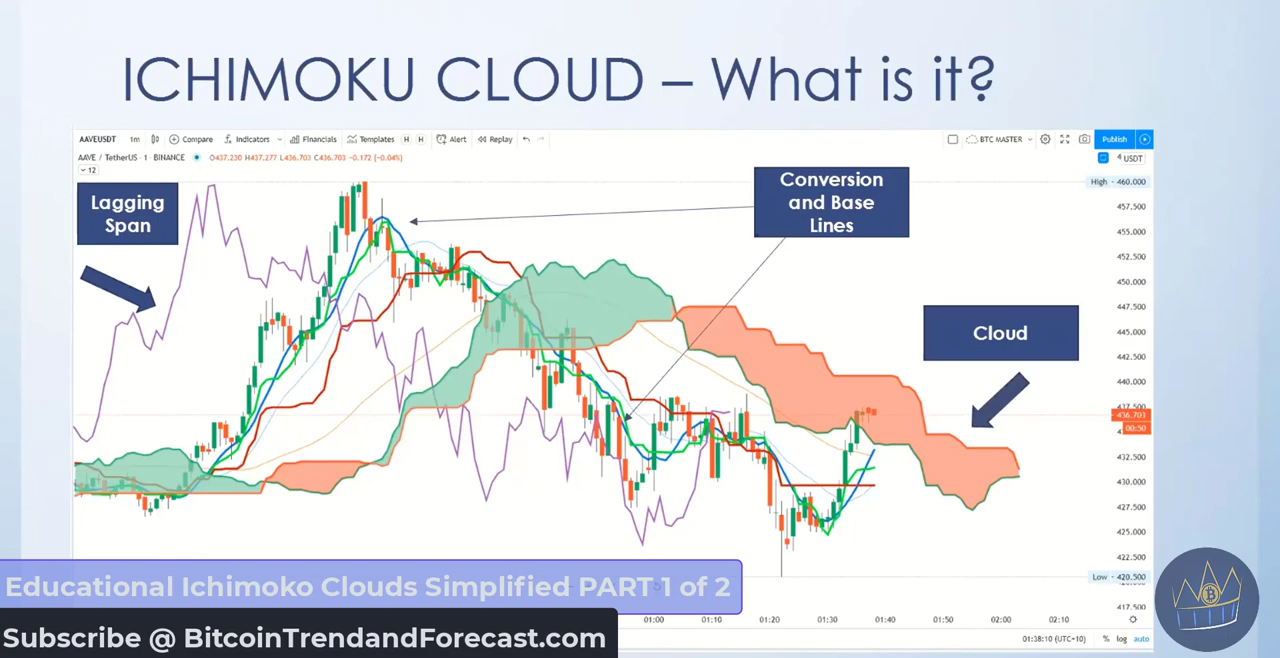 ICHIMOKU CLOUD – What is it?
AAVEUSDT 1m Compare Indicators Financials Templates Alert Replay BTC MASTER Publish
AAVE / TetherUS · 1 · BINANCE O437.230 H437.277 L436.703 C436.703 -0.172 (-0.04%)
4 USDT
12
High 460.000
Lagging
Span
Conversion
and Base
Lines
Cloud
457.500
455.000
452.500
450.000
447.500
445.000
442.500
440.000
437.500
436.703
00:50
432.500
430.000
427.500
425.000
422.500
Low 420.500
417.500
01:00 01:10 01:20 01:30 01:40 01:50 02:00 02:10
01:38:10 (UTC+10) % log auto
Educational Ichimoko Clouds Simplified PART 1 of 2
Subscribe @ BitcoinTrendandForecast.com